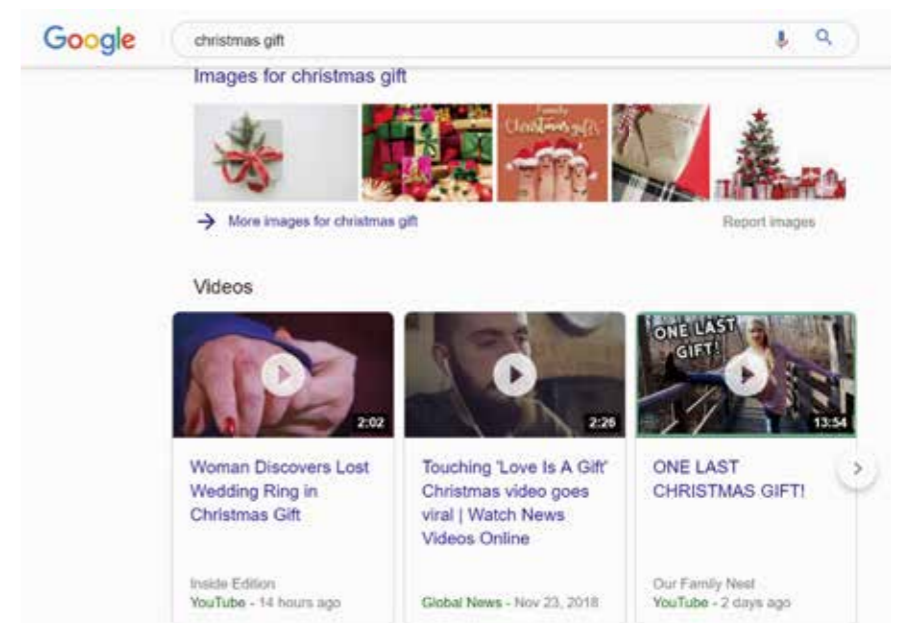 Google
christmas gift
Images for christmas gift
Family
Christmas gifts
More images for christmas gift
Report images
Videos
ONE LAST
GIFT!
2:02
2:26
13:54
Woman Discovers Lost
Wedding Ring in
Christmas Gift
Inside Edition
YouTube - 14 hours ago
Touching 'Love Is A Gift'
Christmas video goes
viral | Watch News
Videos Online
Global News - Nov 23, 2018
ONE LAST
CHRISTMAS GIFT!
Our Family Nest
YouTube - 2 days ago